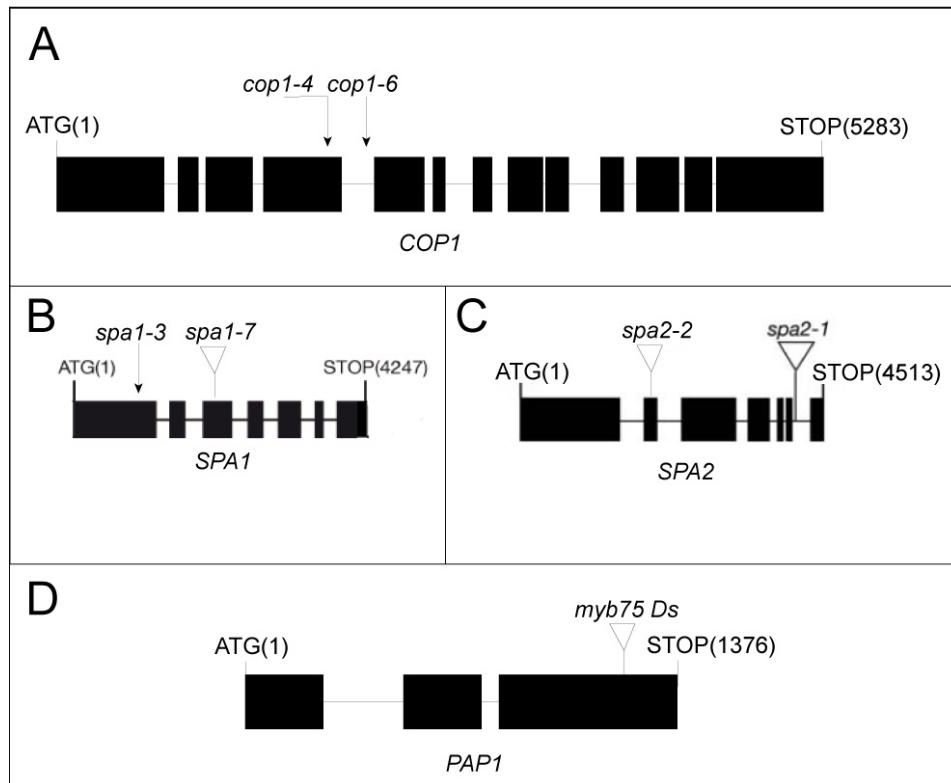 A
cop1-4 cop1-6
ATG(1)
STOP(5283)
COP1
B
spa1-3
spa1-7
ATG(1)
STOP(4247)
SPA1
C
spa2-2
spa2-1
ATG(1)
STOP(4513)
SPA2
D
myb75 Ds
ATG(1)
STOP(1376)
PAP1